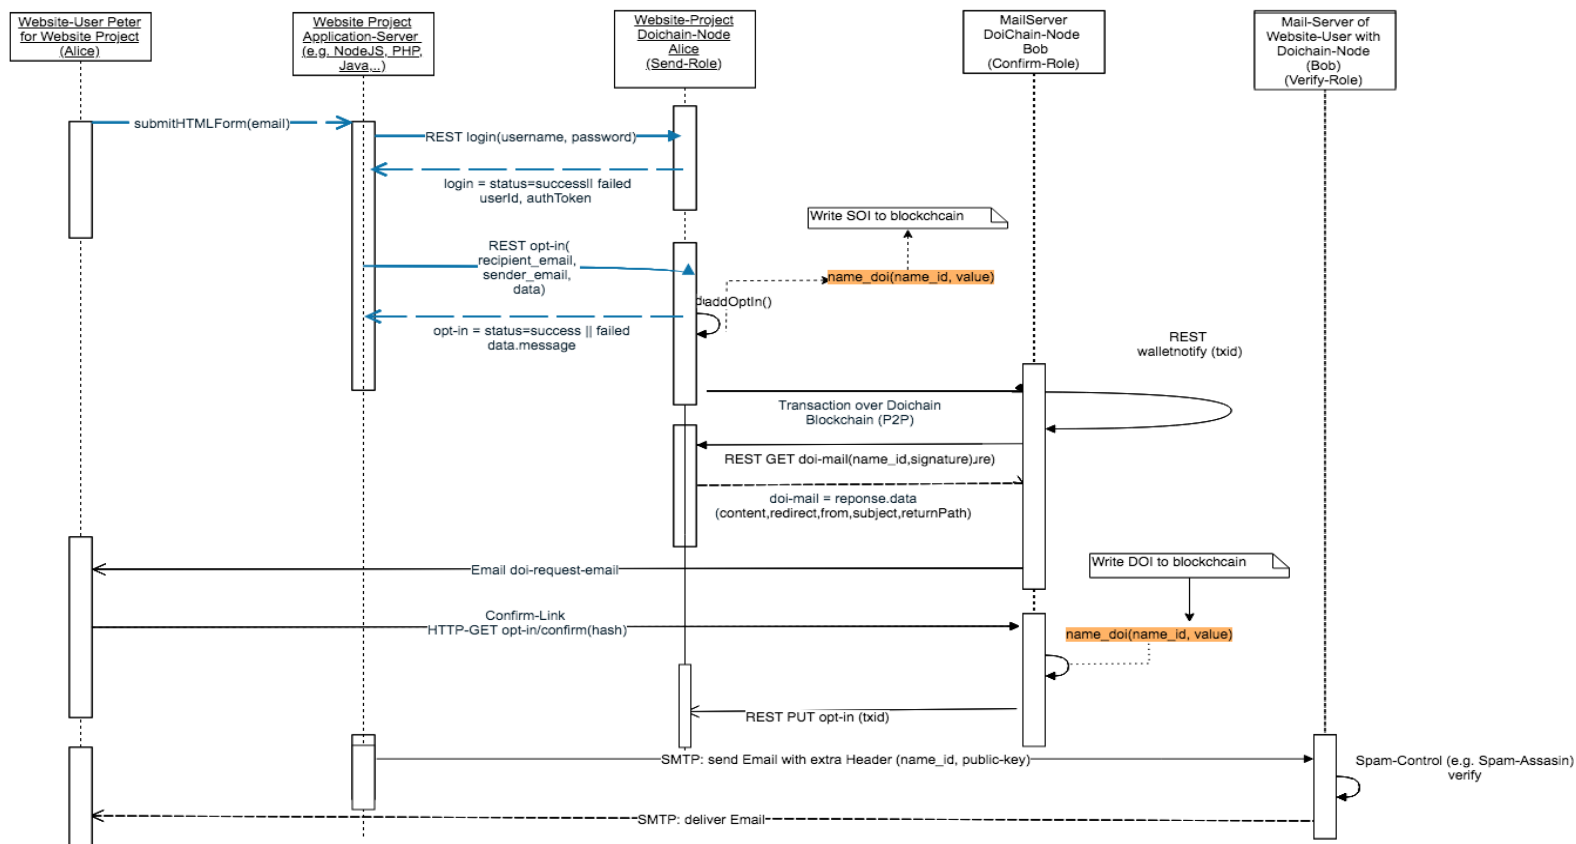 Website-User Peter
for Website Project
(Alice)
Website Project
Application-Server
(e.g. NodeJS, PHP,
Java,..)
Website-Project
Doichain-Node
Alice
(Send-Role)
MailServer
DoiChain-Node
Bob
(Confirm-Role)
Mail-Server of
Website-User with
Doichain-Node
(Bob)
(Verify-Role)
submitHTMLForm(email)
REST login(username, password)
login = status=success|| failed
userId, authToken
Write SOI to blockchcain
REST opt-in(
recipient_email,
sender_email,
data)
name_doi(name_id, value)
addOptIn()
opt-in = status=success || failed
data.message
REST
walletnotify (txid)
Transaction over Doichain
Blockchain (P2P)
REST GET doi-mail(name_id,signature)
doi-mail = reponse.data
(content,redirect,from,subject,returnPath)
Write DOI to blockchcain
Email doi-request-email
Confirm-Link
HTTP-GET opt-in/confirm(hash)
name_doi(name_id, value)
REST PUT opt-in (txid)
SMTP: send Email with extra Header (name_id, public-key)
Spam-Control (e.g. Spam-Assasin)
verify
SMTP: deliver Email